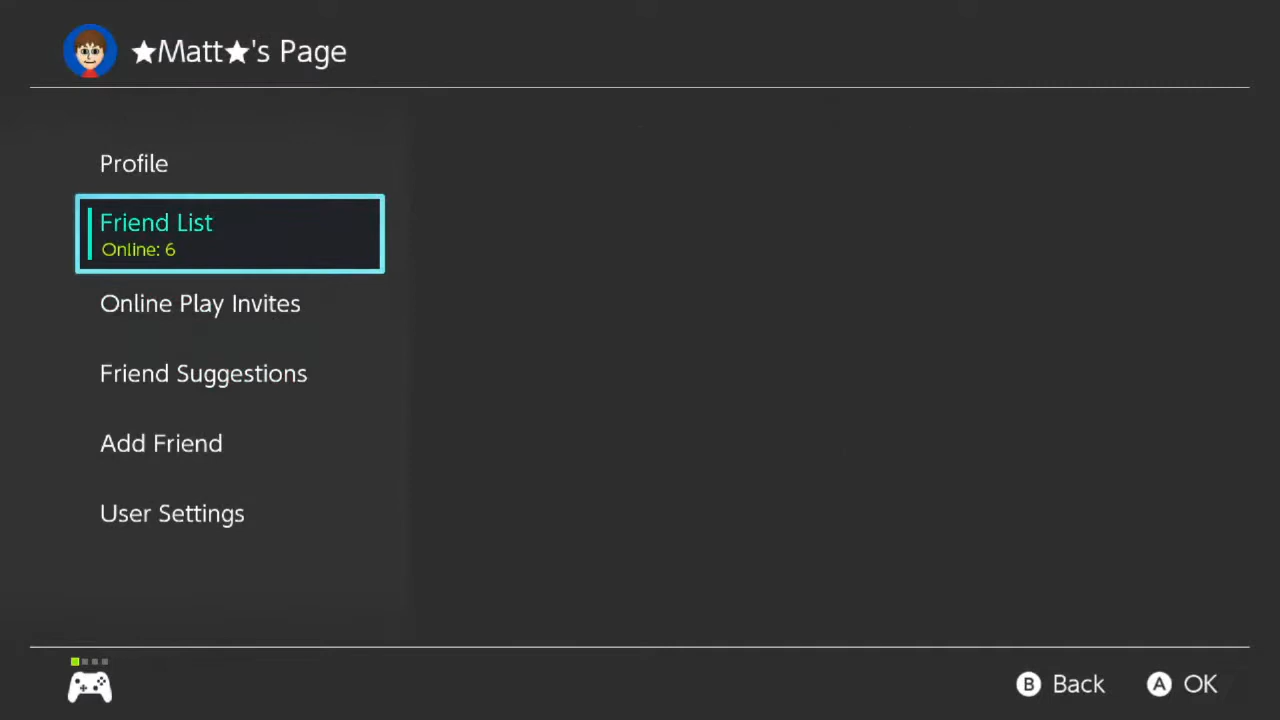 ★Matt★'s Page
Profile
Friend List
Online: 6
Online Play Invites
Friend Suggestions
Add Friend
User Settings
B Back A OK